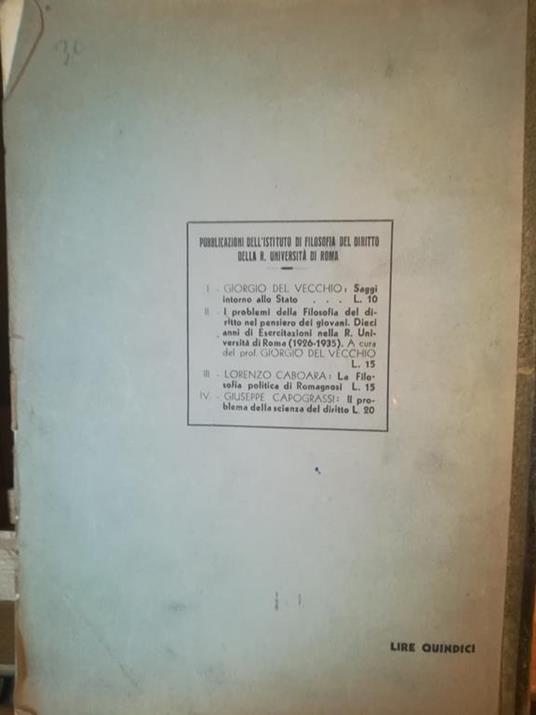 30
PUBBLICAZIONI DELL'ISTITUTO DI FILOSOFIA DEL DIRITTO
DELLA R. UNIVERSITÀ DI ROMA
I - GIORGIO DEL VECCHIO: Saggi
intorno allo Stato . . . L. 10
II - I problemi della Filosofia del di-
ritto nel pensiero dei giovani. Dieci
anni di Esercitazioni nella R. Uni-
versità di Roma (1926-1935). A cura
del prof. GIORGIO DEL VECCHIO
L. 15
III - LORENZO CABOARA: La Filo-
sofia politica di Romagnosi L. 15
IV. - GIUSEPPE CAPOGRASSI: Il pro-
blema della scienza del diritto L. 20
LIRE QUINDICI